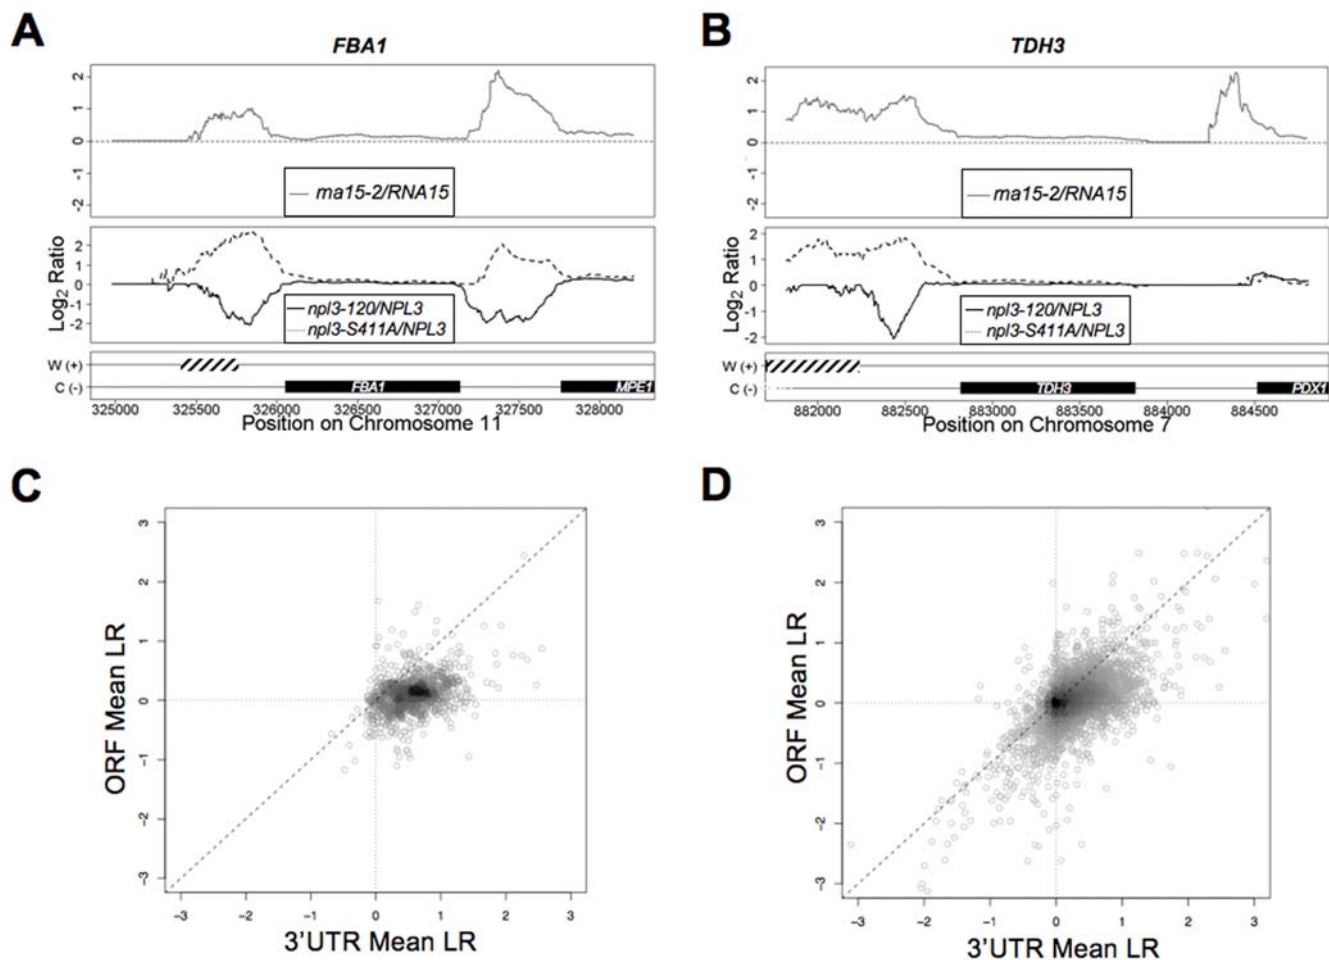 A
FBA1
2
1
0
-1
-2
rna15-2/RNA15
Log2 Ratio
2
1
0
-1
-2
npl3-120/NPL3
npl3-S411A/NPL3
W (+)
C (-)
FBA1
MPE1
325000 325500 326000 326500 327000 327500 328000
Position on Chromosome 11
B
TDH3
2
1
0
-1
-2
rna15-2/RNA15
Log2 Ratio
2
1
0
-1
-2
npl3-120/NPL3
npl3-S411A/NPL3
W (+)
C (-)
TDH3
PDX1
882000 882500 883000 883500 884000 884500
Position on Chromosome 7
C
ORF Mean LR
3
2
1
0
-1
-2
-3
-3 -2 -1 0 1 2 3
3'UTR Mean LR
D
ORF Mean LR
3
2
1
0
-1
-2
-3
-3 -2 -1 0 1 2 3
3'UTR Mean LR